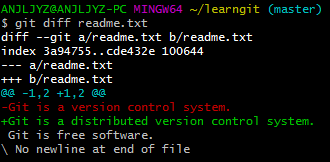 ANJLJYZ@ANJLJYZ-PC MINGW64 ~/learngit (master)
$ git diff readme.txt
diff --git a/readme.txt b/readme.txt
index 3a94755..cde432e 100644
--- a/readme.txt
+++ b/readme.txt
@@ -1,2 +1,2 @@
-Git is a version control system.
+Git is a distributed version control system.
 Git is free software.
\ No newline at end of file